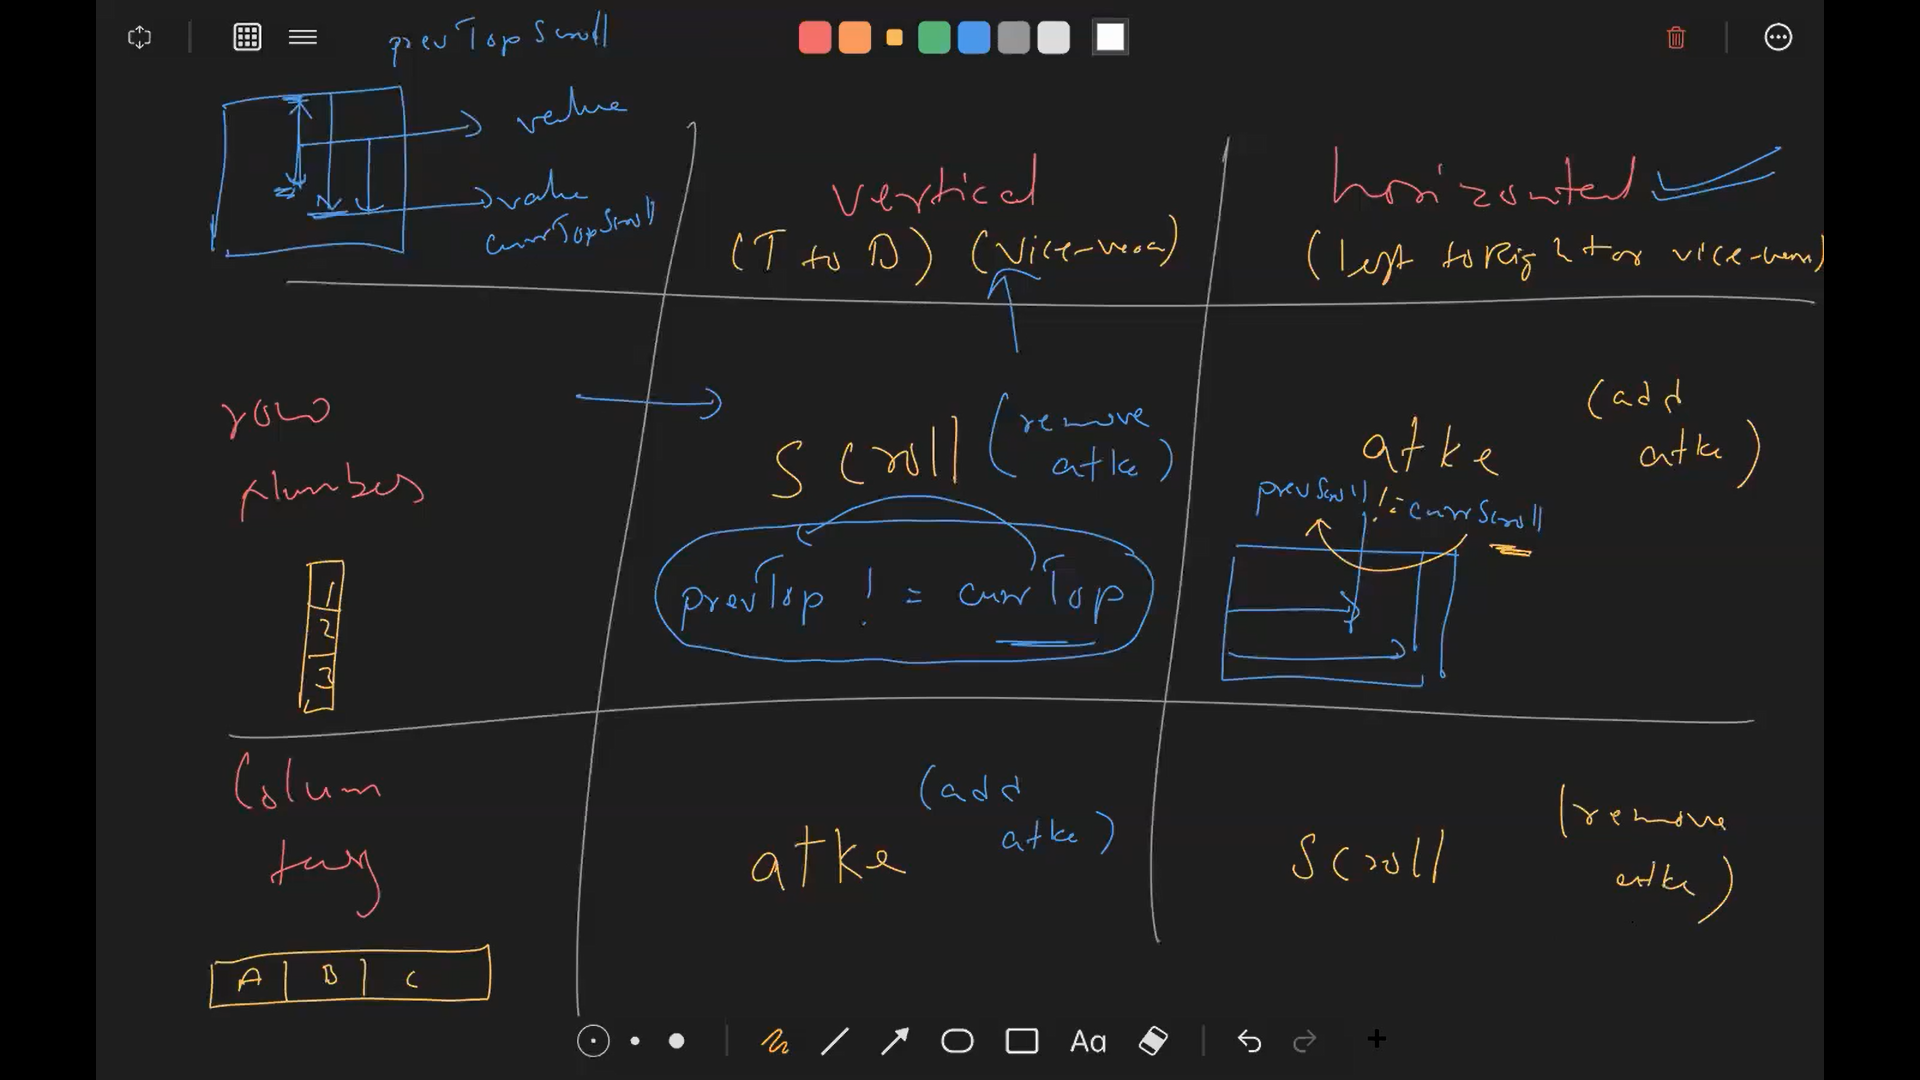 prevTopScroll
value
value
currTopScroll
vertical
(T to D) (vice-versa)
horizontal
(left to Right or vice-versa)
row
Numbers
1
2
3
Scroll (remove
atke)
prevTop != currTop
atke (add
atke)
prevScroll != currScroll
Column
tag
A B C
atke (add
atke)
Scroll (remove
atke)
Aa